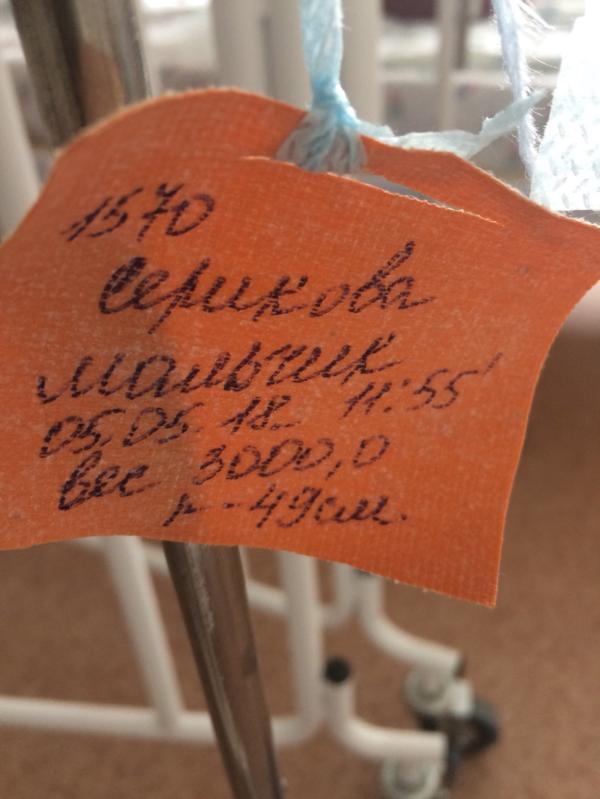 1570
Серикова
мальчик
05.05.18 11:55'
вес 3000,0
р-49см.